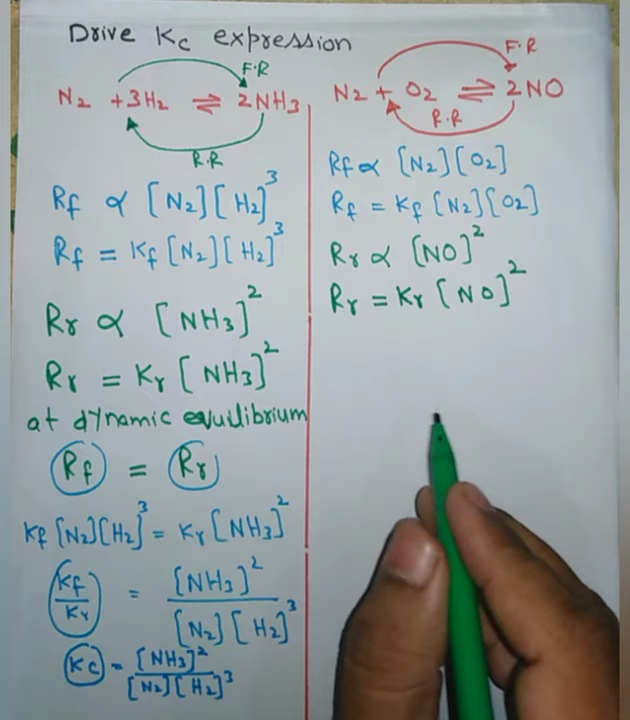 Drive Kc expression
F.R
N2 + 3H2 ⇌ 2NH3
R.R
Rf ∝ [N2][H2]³
Rf = Kf [N2][H2]³
Rr ∝ [NH3]²
Rr = Kr [NH3]²
at dynamic equilibrium
Rf = Rr
Kf [N2][H2]³ = Kr [NH3]²
Kf/Kr = [NH3]²/[N2][H2]³
Kc = [NH3]²/[N2][H2]³
F.R
N2 + O2 ⇌ 2NO
R.R
Rf ∝ [N2][O2]
Rf = Kf [N2][O2]
Rr ∝ [NO]²
Rr = Kr [NO]²